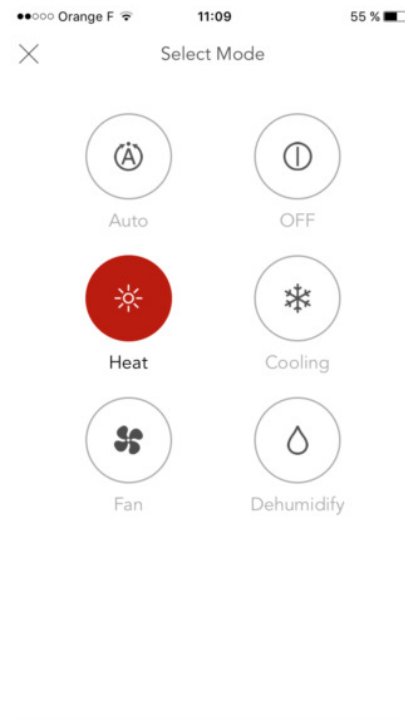 Orange F 11:09 55 %
Select Mode
Auto OFF
Heat Cooling
Fan Dehumidify